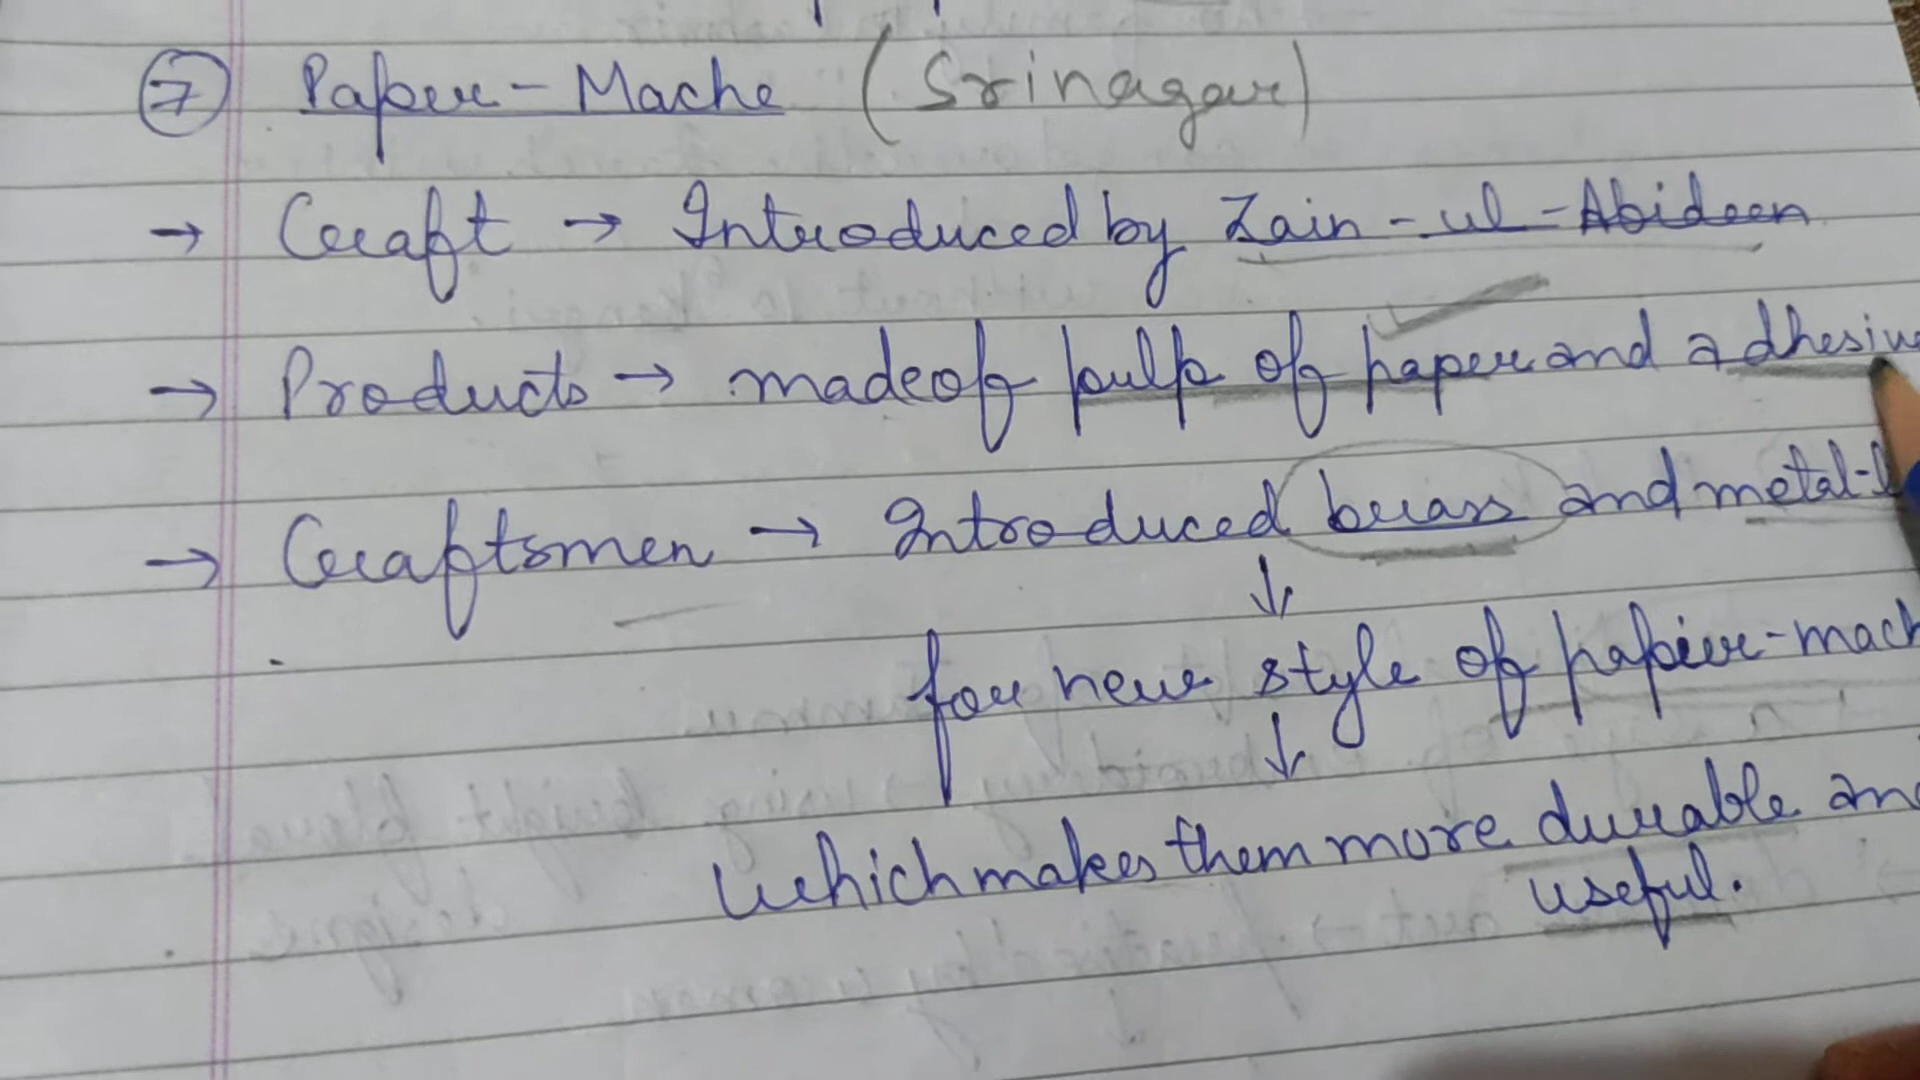 ⑦ Paper-Mache (Srinagar)
→ Craft → Introduced by Zain-ul-Abideen
→ Products → made of pulp of paper and adhesive
→ Craftsmen → Introduced brass and metal-l
↓
for new style of papier-mach
↓
which makes them more durable and
useful.